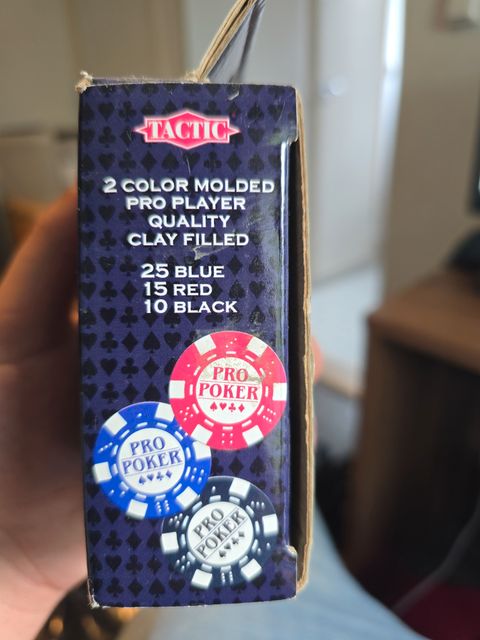 TACTIC
2 COLOR MOLDED
PRO PLAYER
QUALITY
CLAY FILLED
25 BLUE
15 RED
10 BLACK
PRO
POKER
PRO
POKER
PRO
POKER